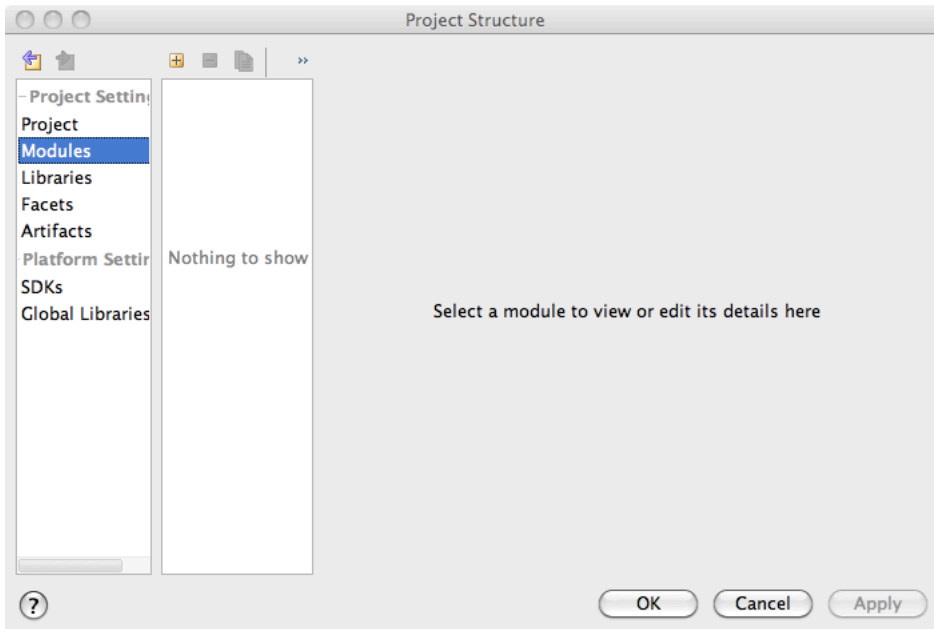 Project Structure
Project Settin
Project
Modules
Libraries
Facets
Artifacts
Platform Settin
SDKs
Global Libraries
Nothing to show
Select a module to view or edit its details here
?
OK
Cancel
Apply